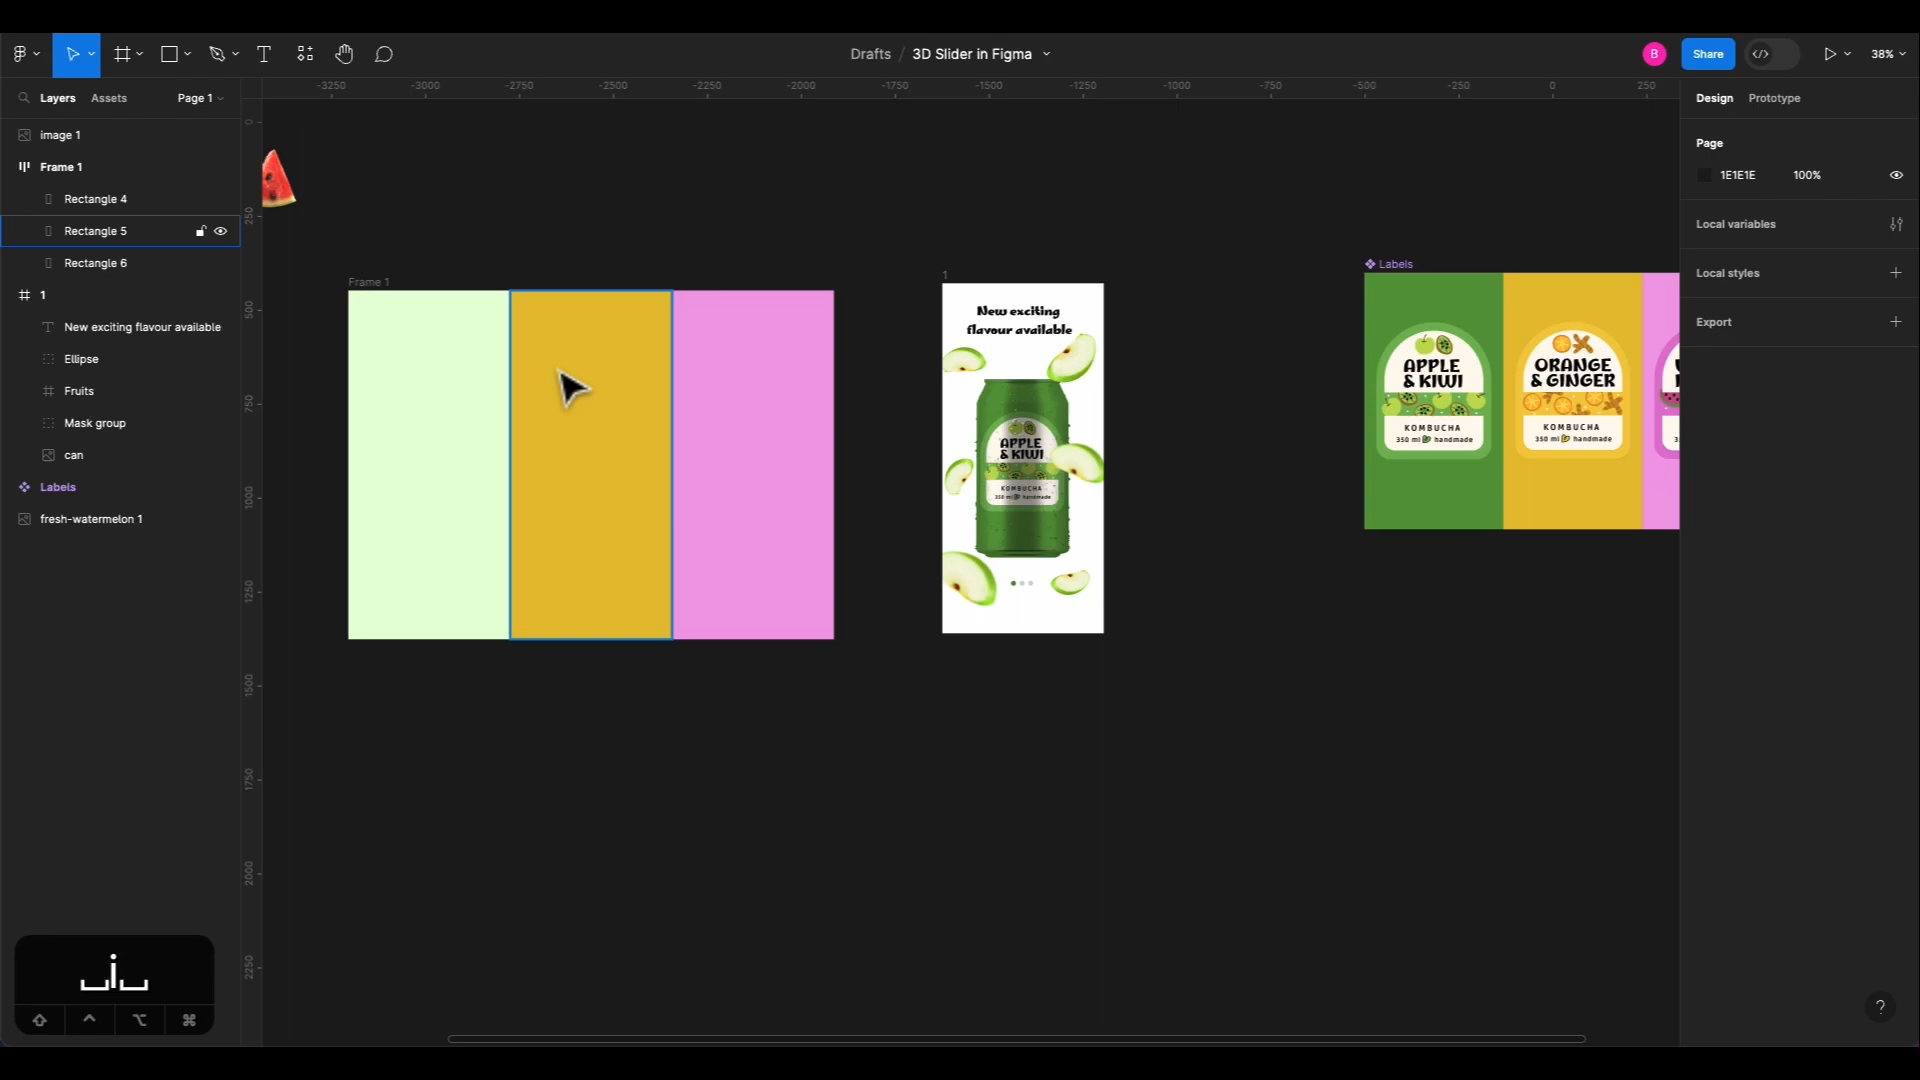 Drafts / 3D Slider in Figma
B
Share
38%
Layers
Assets
Page 1
-3250
-3000
-2750
-2500
-2250
-2000
-1750
-1500
-1250
-1000
-750
-500
-250
0
250
Design
Prototype
image 1
Frame 1
Rectangle 4
Rectangle 5
Rectangle 6
1
New exciting flavour available
Ellipse
Fruits
Mask group
can
Labels
fresh-watermelon 1
0
250
500
750
1000
1250
1500
1750
2000
2250
Frame 1
1
New exciting
flavour available
APPLE
& KIWI
KOMBUCHA
350 ml handmade
Labels
APPLE
& KIWI
KOMBUCHA
350 ml handmade
ORANGE
& GINGER
KOMBUCHA
350 ml handmade
Page
1E1E1E
100%
Local variables
Local styles
Export
?